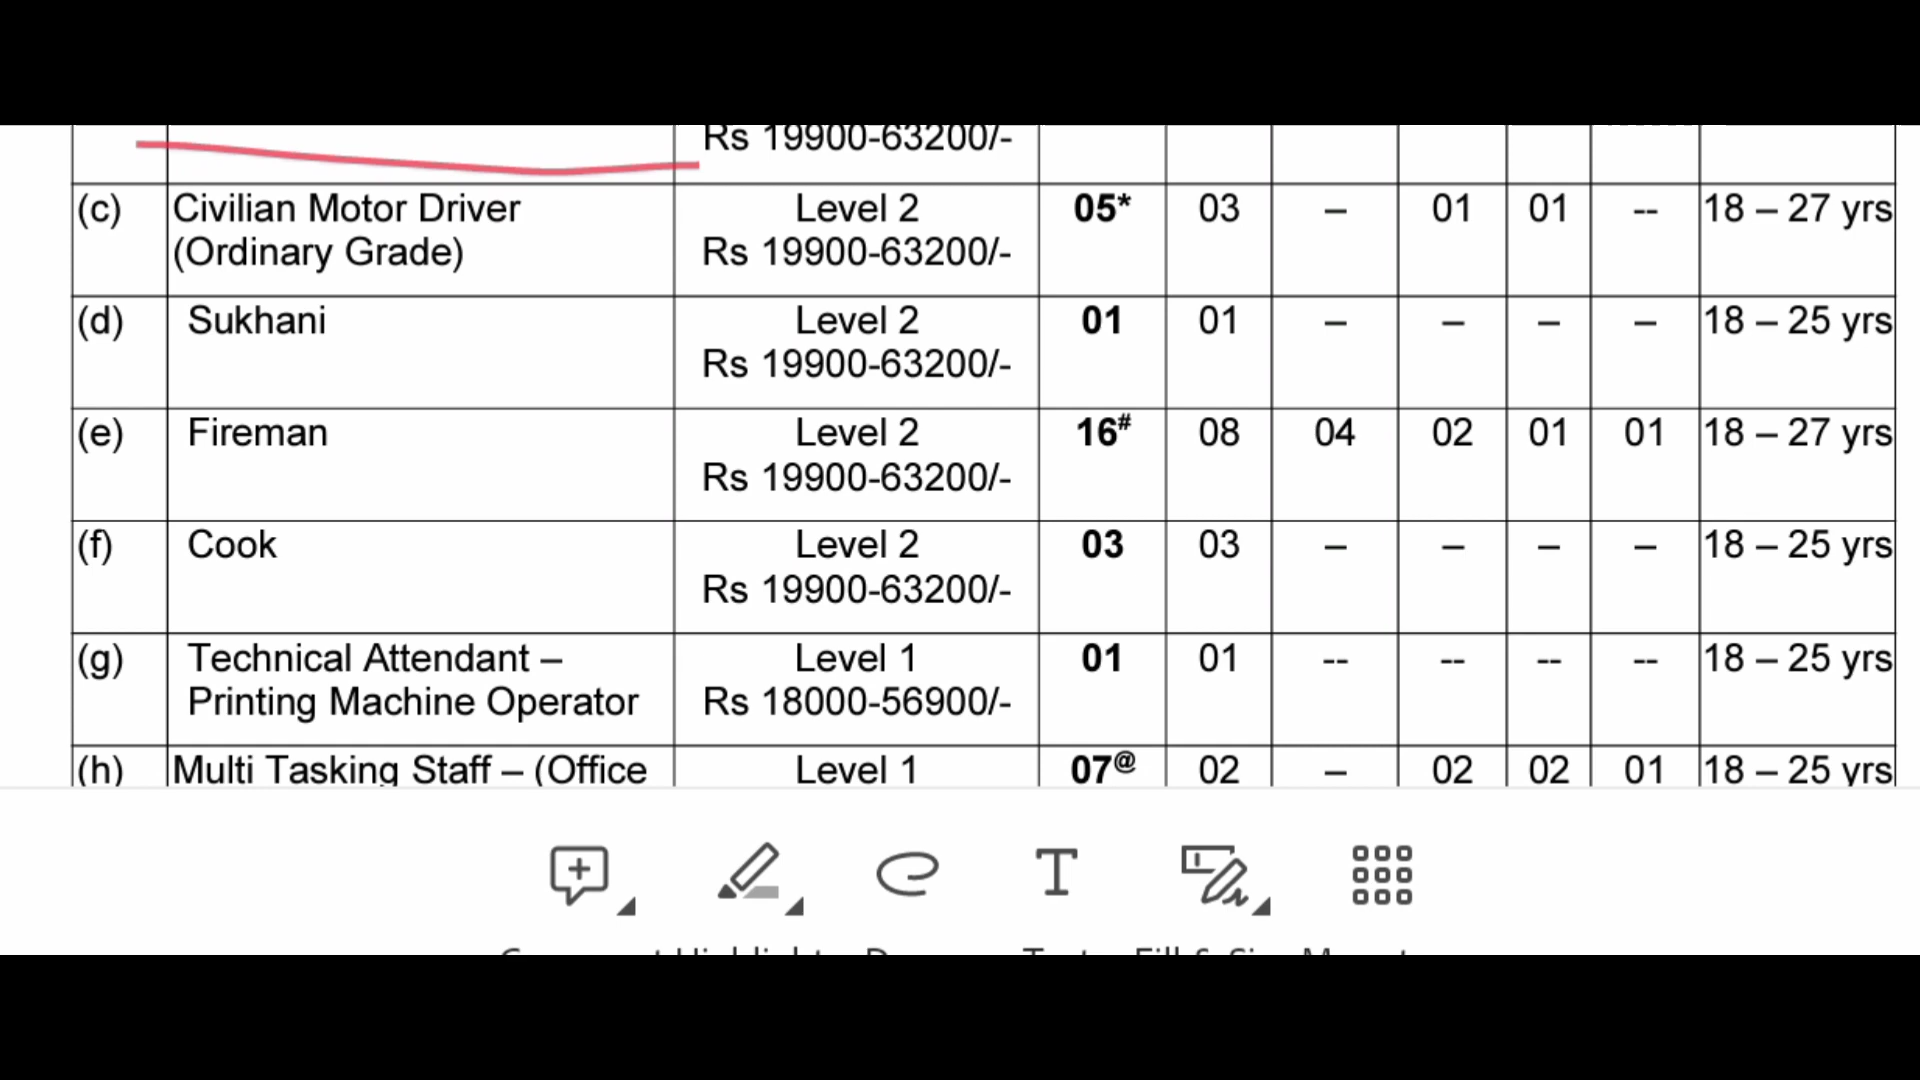 Rs 19900-63200/-
(c) Civilian Motor Driver Level 2 05* 03 – 01 01 -- 18 – 27 yrs
(Ordinary Grade) Rs 19900-63200/-
(d) Sukhani Level 2 01 01 – – – – 18 – 25 yrs
Rs 19900-63200/-
(e) Fireman Level 2 16# 08 04 02 01 01 18 – 27 yrs
Rs 19900-63200/-
(f) Cook Level 2 03 03 – – – – 18 – 25 yrs
Rs 19900-63200/-
(g) Technical Attendant – Level 1 01 01 -- -- -- -- 18 – 25 yrs
Printing Machine Operator Rs 18000-56900/-
(h) Multi Tasking Staff – (Office Level 1 07@ 02 – 02 02 01 18 – 25 yrs
T